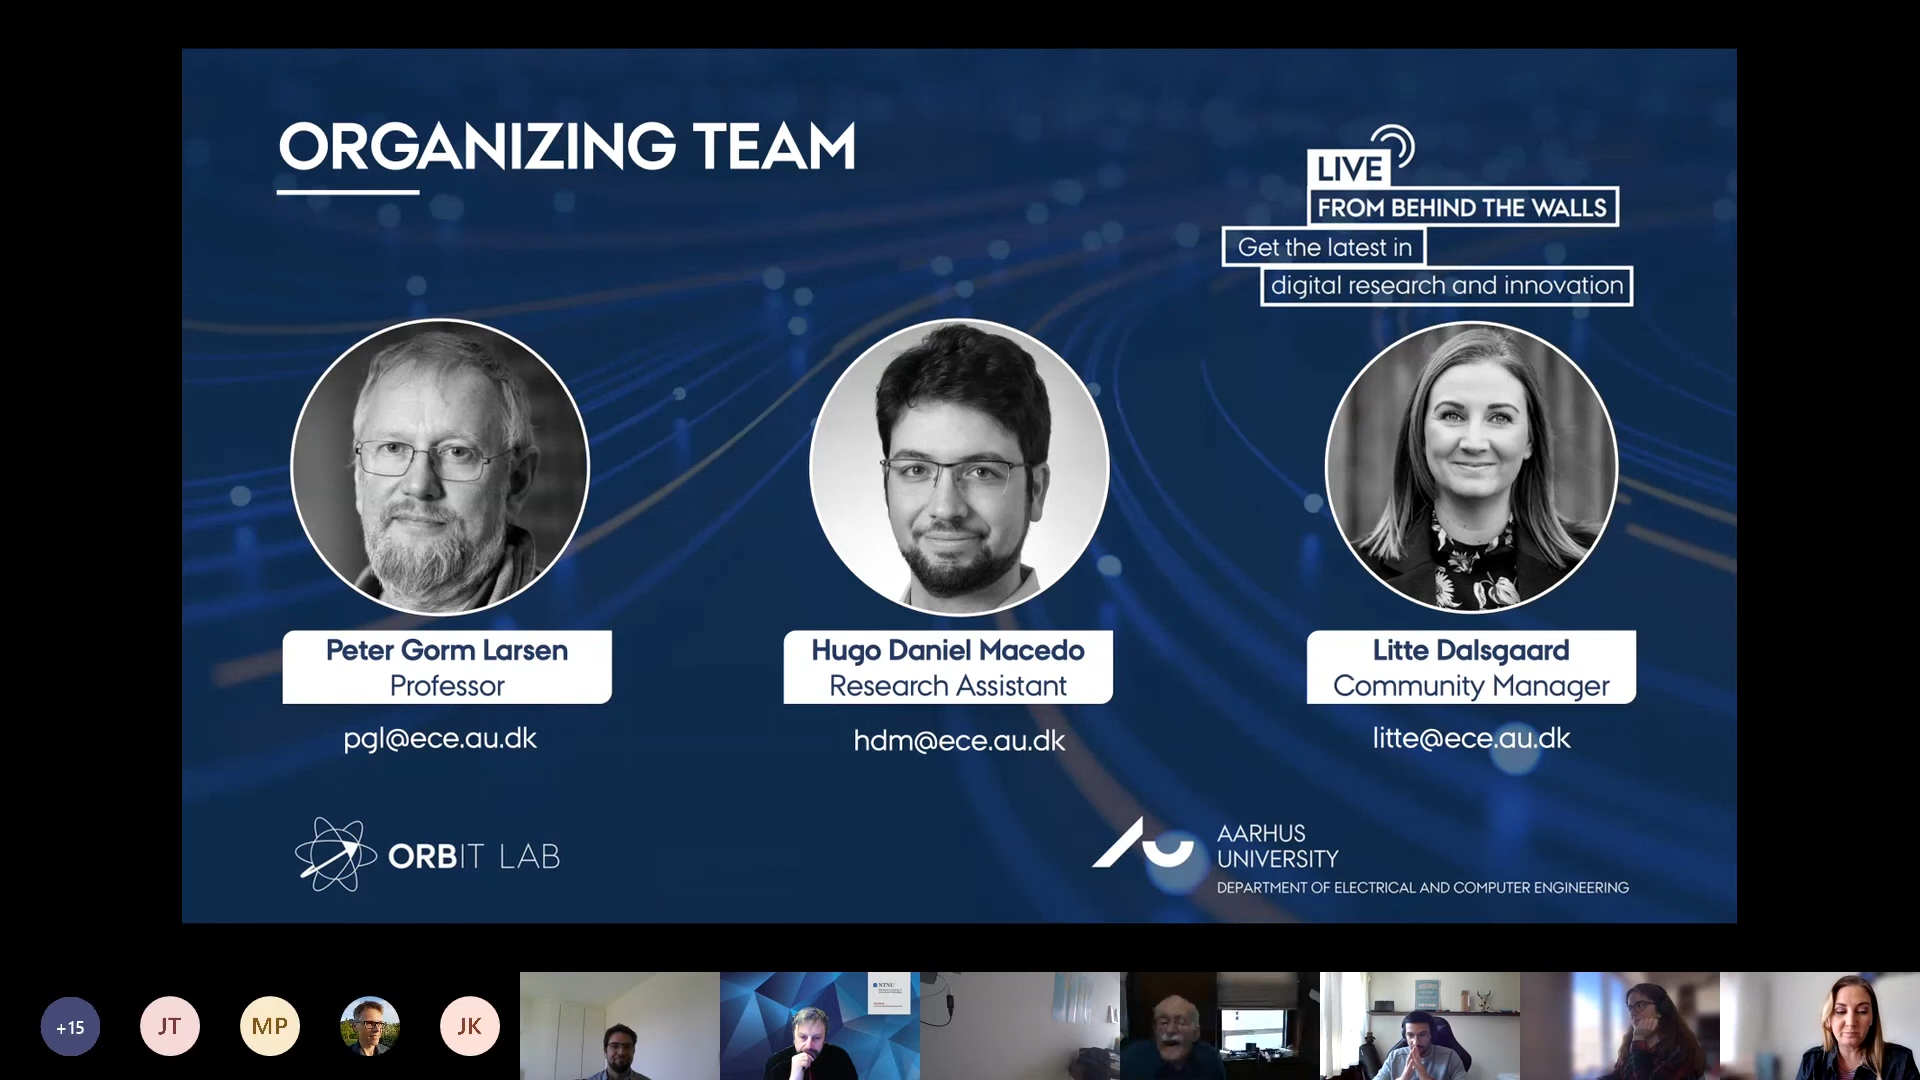 ORGANIZING TEAM
LIVE
FROM BEHIND THE WALLS
Get the latest in
digital research and innovation
Peter Gorm Larsen
Professor
pgl@ece.au.dk
Hugo Daniel Macedo
Research Assistant
hdm@ece.au.dk
Litte Dalsgaard
Community Manager
litte@ece.au.dk
ORBIT LAB
AARHUS
UNIVERSITY
DEPARTMENT OF ELECTRICAL AND COMPUTER ENGINEERING
+15
JT
MP
JK
NTNU